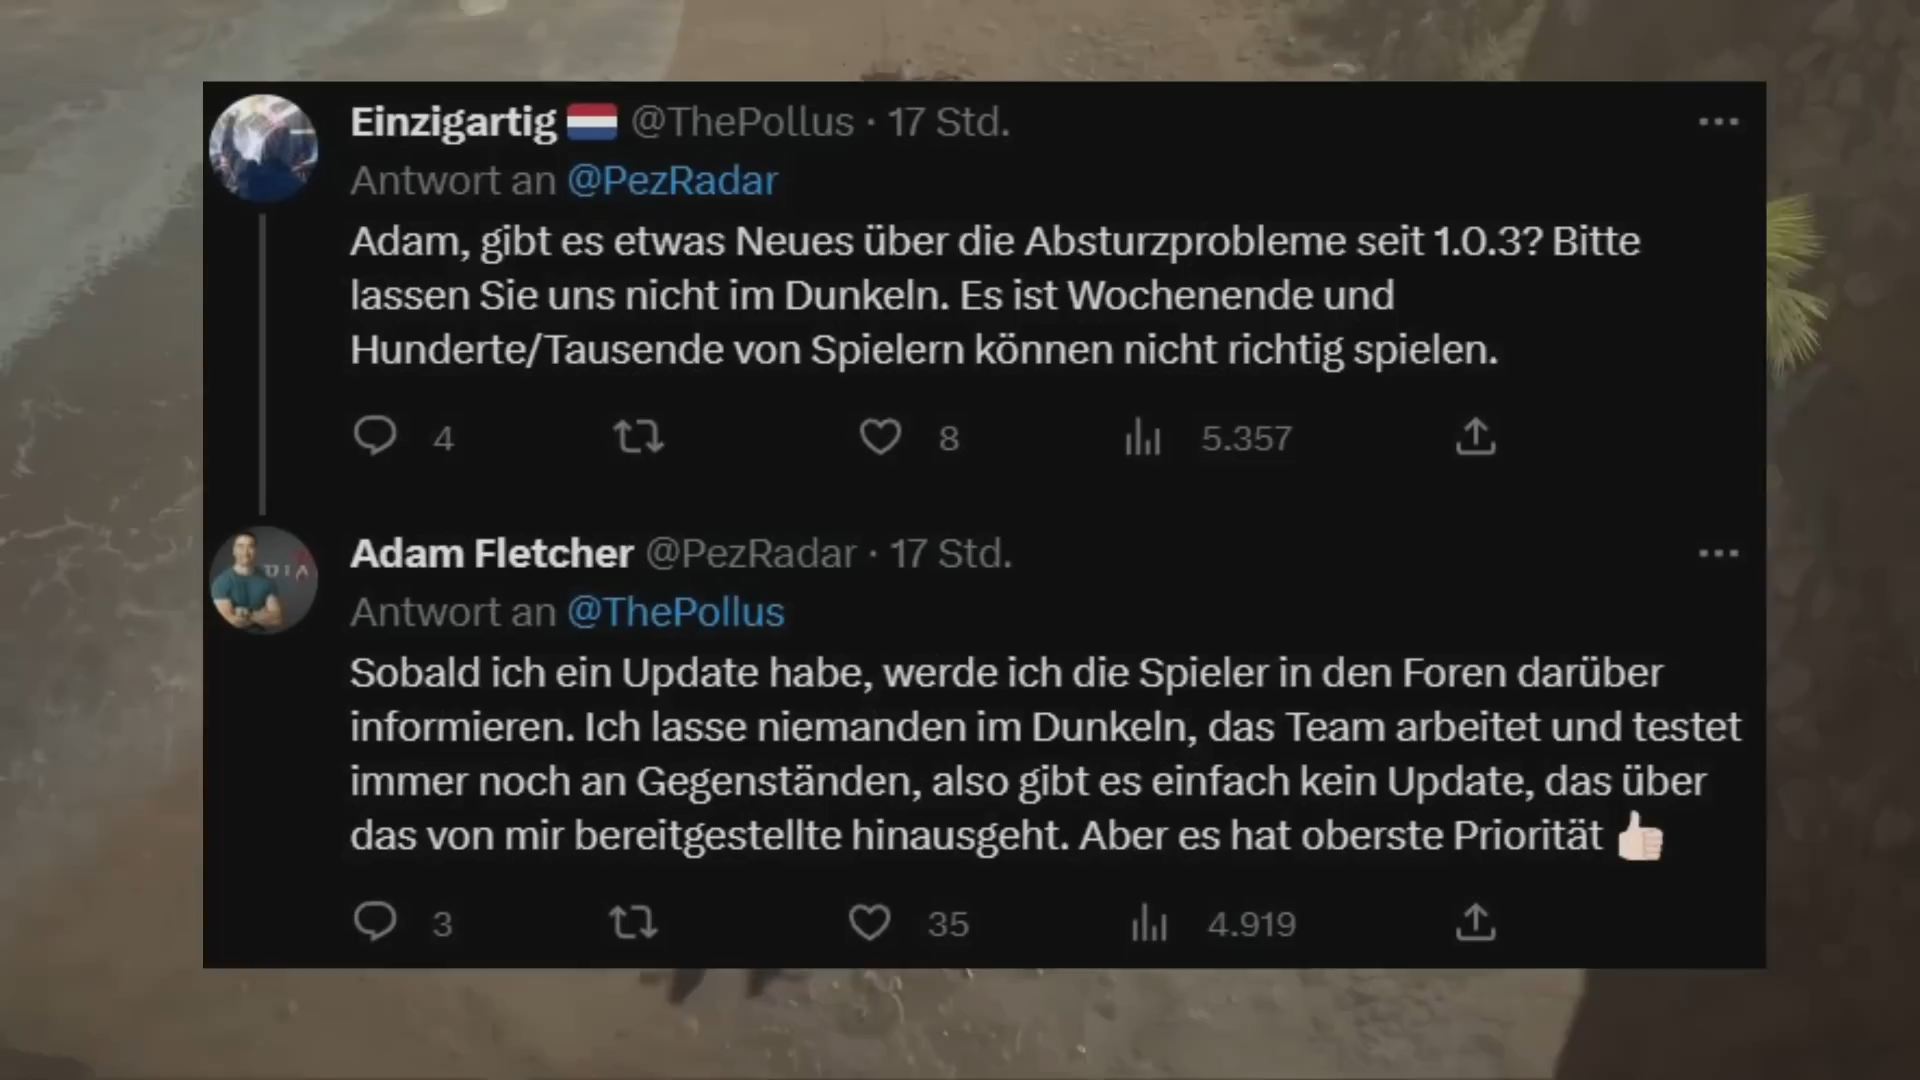 Einzigartig 🇳🇱 @ThePollus · 17 Std.
Antwort an @PezRadar
Adam, gibt es etwas Neues über die Absturzprobleme seit 1.0.3? Bitte
lassen Sie uns nicht im Dunkeln. Es ist Wochenende und
Hunderte/Tausende von Spielern können nicht richtig spielen.
4 8 5.357
Adam Fletcher @PezRadar · 17 Std.
DIA
Antwort an @ThePollus
Sobald ich ein Update habe, werde ich die Spieler in den Foren darüber
informieren. Ich lasse niemanden im Dunkeln, das Team arbeitet und testet
immer noch an Gegenständen, also gibt es einfach kein Update, das über
das von mir bereitgestellte hinausgeht. Aber es hat oberste Priorität 👍🏻
3 35 4.919